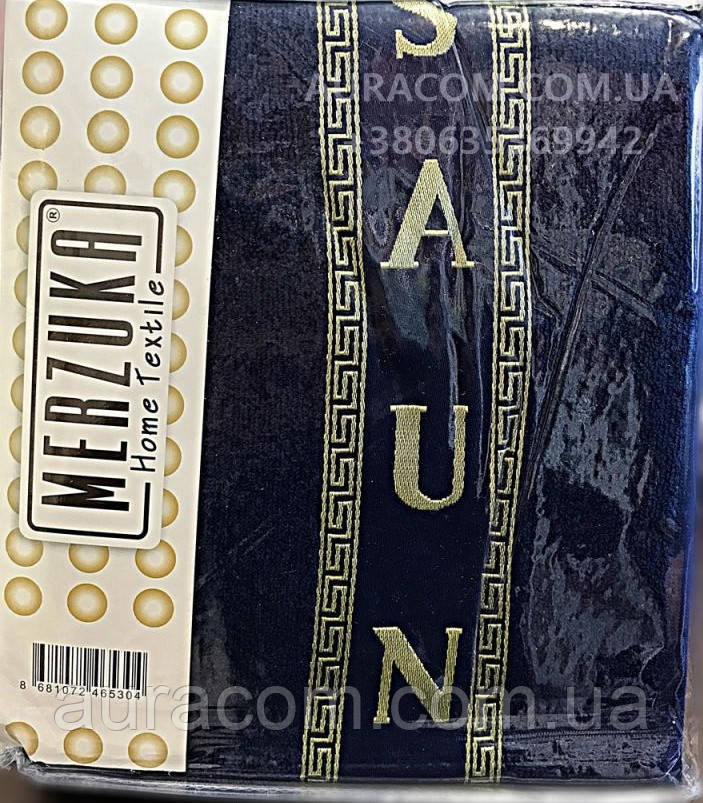 MERZUKA®
Home Textile
8 681072 465304
S
A
U
N
AURACOM.COM.UA
auracom.com.ua